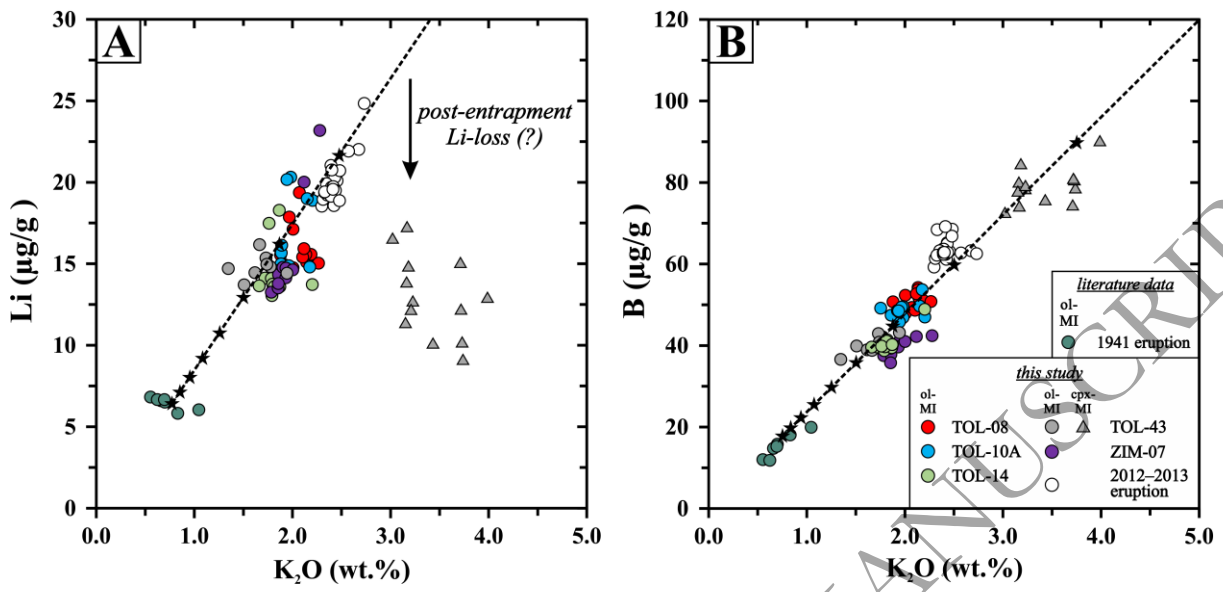 A
Li (µg/g)
30
25
20
15
10
5
0
post-entrapment
Li-loss (?)
0.0 1.0 2.0 3.0 4.0 5.0
K₂O (wt.%)
B
B (µg/g)
120
100
80
60
40
20
0
literature data
ol-
MI
1941 eruption
this study
ol-
MI
TOL-08
TOL-10A
TOL-14
ol- cpx-
MI MI
TOL-43
ZIM-07
2012–2013
eruption
0.0 1.0 2.0 3.0 4.0 5.0
K₂O (wt.%)
ANUSCRIP